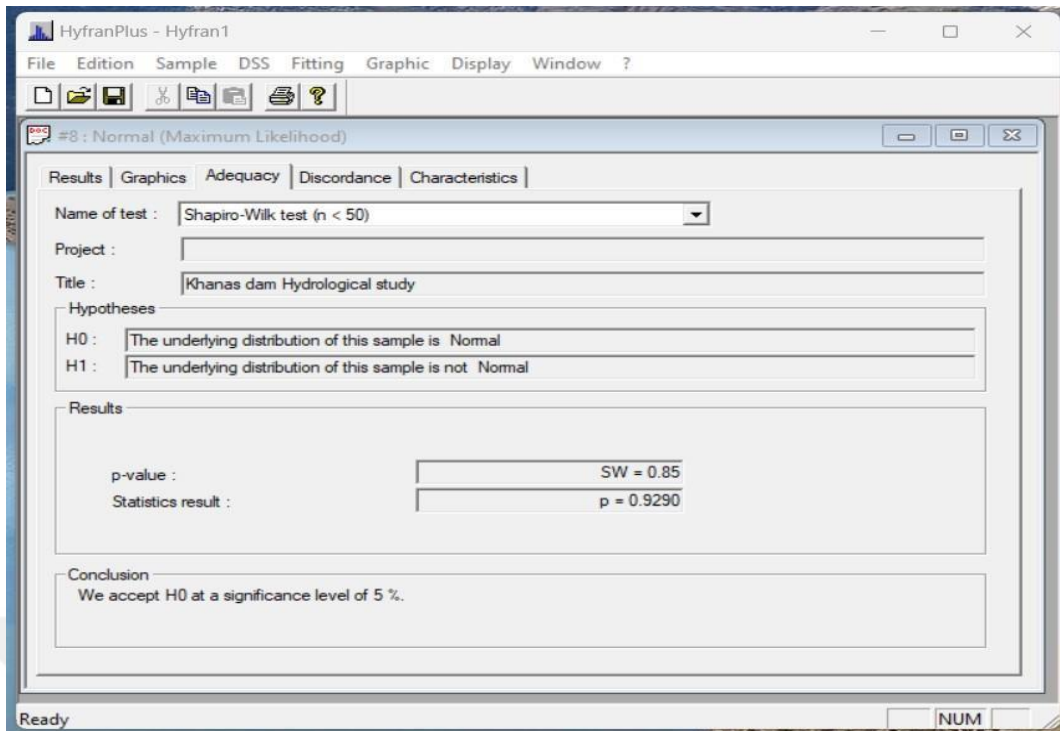 HyfranPlus - Hyfran1
File Edition Sample DSS Fitting Graphic Display Window ?
#8 : Normal (Maximum Likelihood)
Results Graphics Adequacy Discordance Characteristics
Name of test : Shapiro-Wilk test (n < 50)
Project :
Title : Khanas dam Hydrological study
Hypotheses
H0 : The underlying distribution of this sample is Normal
H1 : The underlying distribution of this sample is not Normal
Results
p-value : SW = 0.85
Statistics result : p = 0.9290
Conclusion
We accept H0 at a significance level of 5 %.
Ready NUM